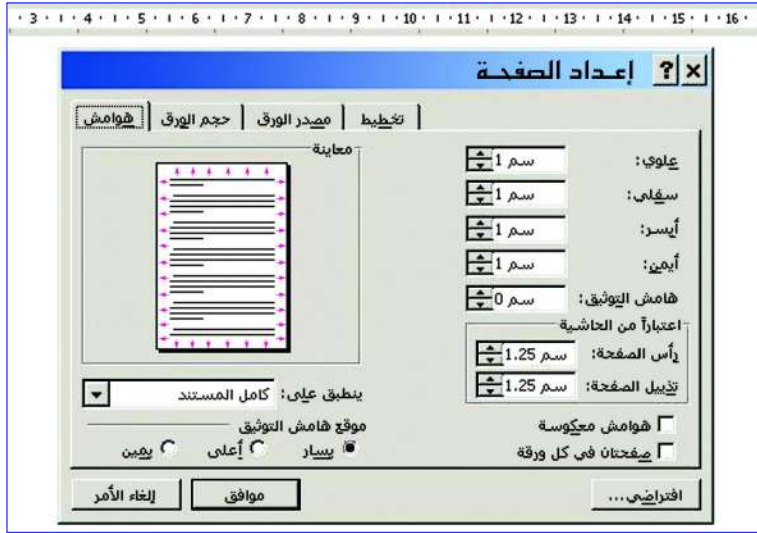 3 4 5 6 7 8 9 10 11 12 13 14 15 16
إعـداد الصفحـة ? ×
تخطيط مصدر الورق حجم الورق هوامش
معاينة
علوي: 1 سم
سفلي: 1 سم
أيسر: 1 سم
أيمن: 1 سم
هامش التوثيق: 0 سم
اعتباراً من الحاشية
رأس الصفحة: 1.25 سم
تذييل الصفحة: 1.25 سم
ينطبق على: كامل المستند
هوامش معكوسة
صفحتان في كل ورقة
موقع هامش التوثيق
يسار أعلى يمين
افتراضي... موافق إلغاء الأمر